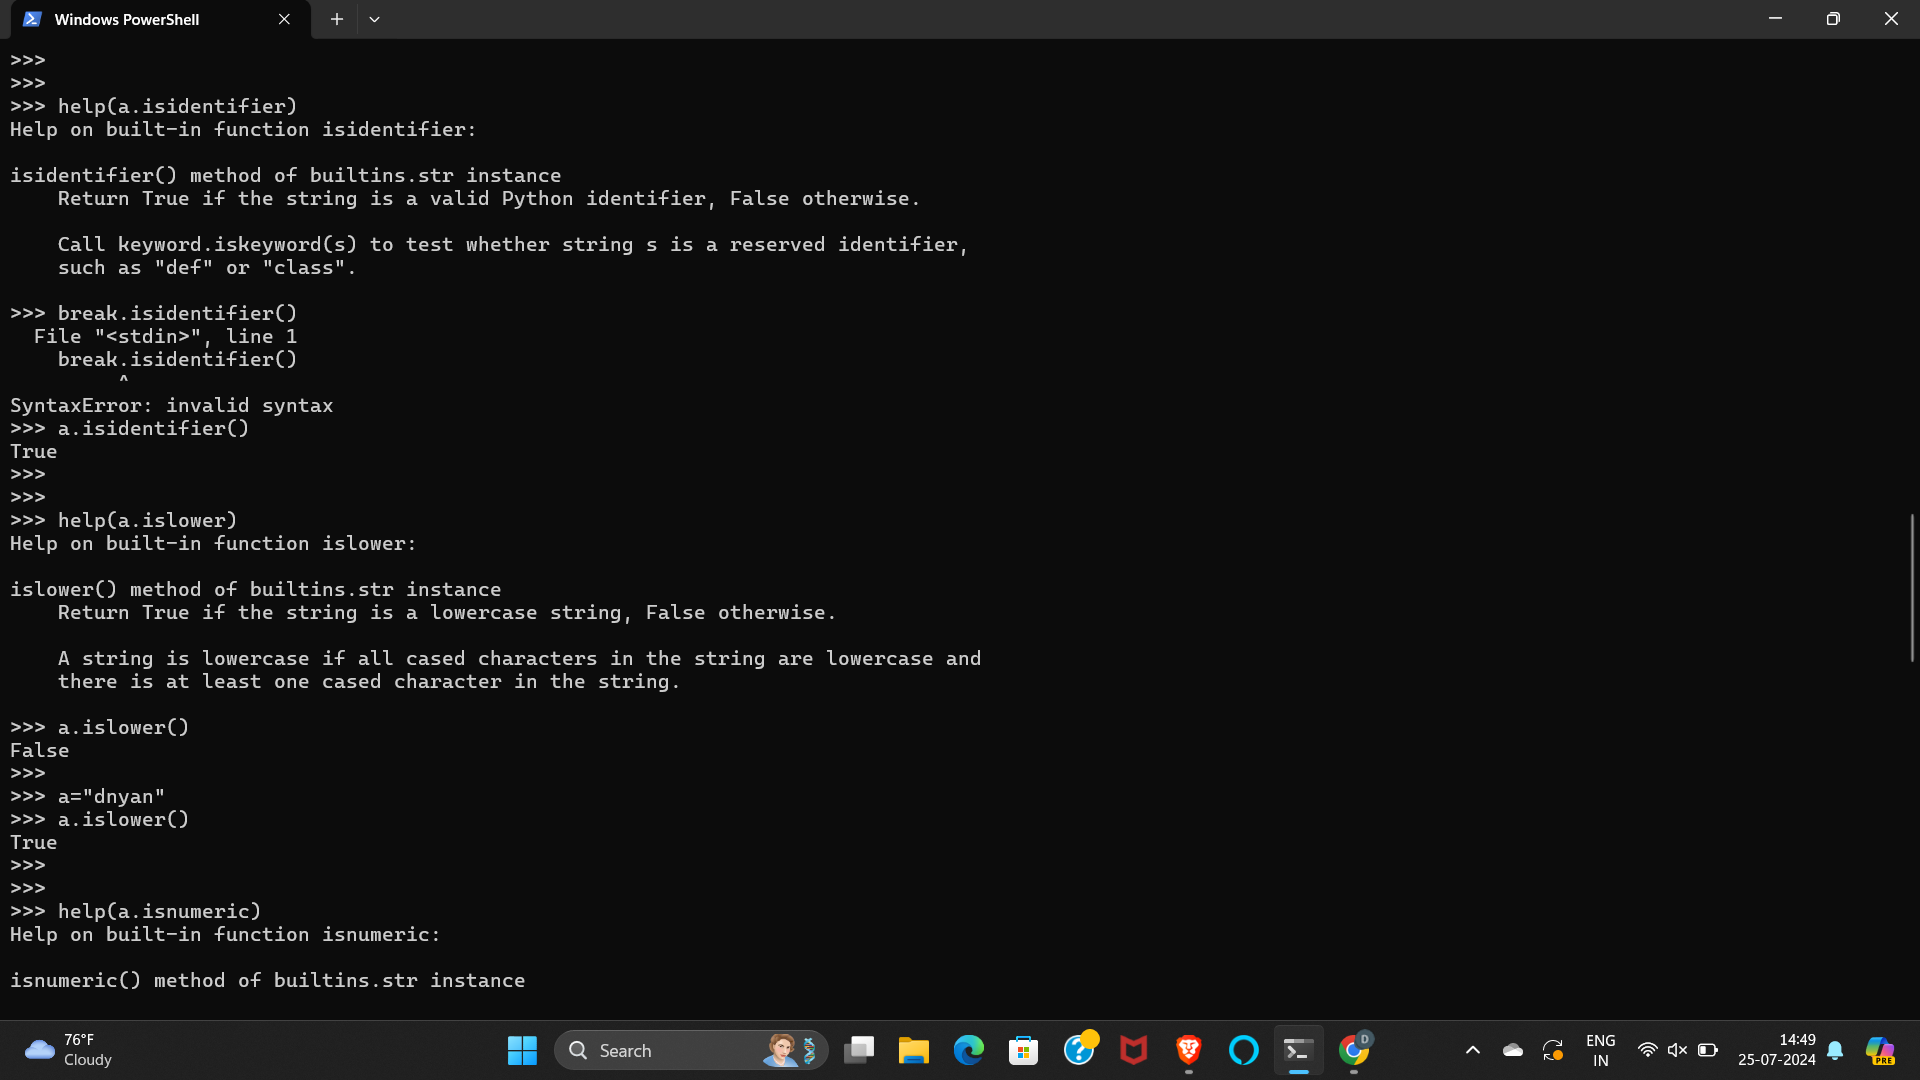 Windows PowerShell
>>>
>>>
>>> help(a.isidentifier)
Help on built-in function isidentifier:
isidentifier() method of builtins.str instance
    Return True if the string is a valid Python identifier, False otherwise.
    Call keyword.iskeyword(s) to test whether string s is a reserved identifier,
    such as "def" or "class".
>>> break.isidentifier()
  File "<stdin>", line 1
    break.isidentifier()
         ^
SyntaxError: invalid syntax
>>> a.isidentifier()
True
>>>
>>>
>>> help(a.islower)
Help on built-in function islower:
islower() method of builtins.str instance
    Return True if the string is a lowercase string, False otherwise.
    A string is lowercase if all cased characters in the string are lowercase and
    there is at least one cased character in the string.
>>> a.islower()
False
>>>
>>> a="dnyan"
>>> a.islower()
True
>>>
>>>
>>> help(a.isnumeric)
Help on built-in function isnumeric:
isnumeric() method of builtins.str instance
76°F
Cloudy
Search
D
ENG
IN
14:49
25-07-2024
PRE